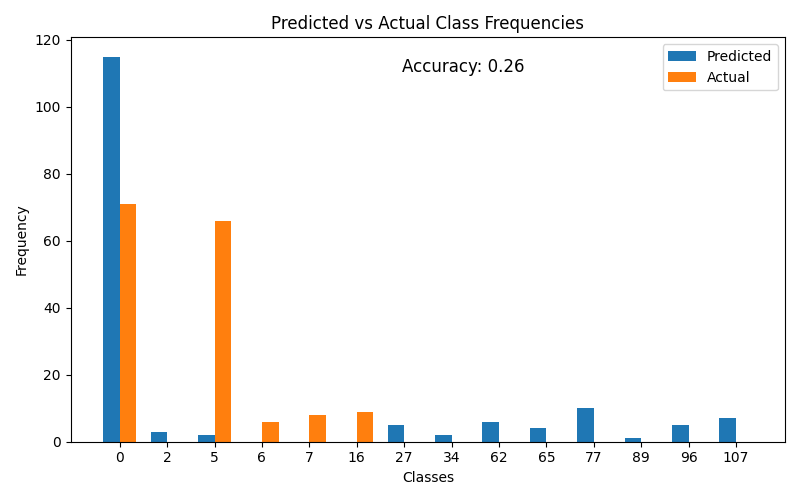 Predicted vs Actual Class Frequencies
Accuracy: 0.26
Predicted
Actual
Frequency
120
100
80
60
40
20
0
0 2 5 6 7 16 27 34 62 65 77 89 96 107
Classes